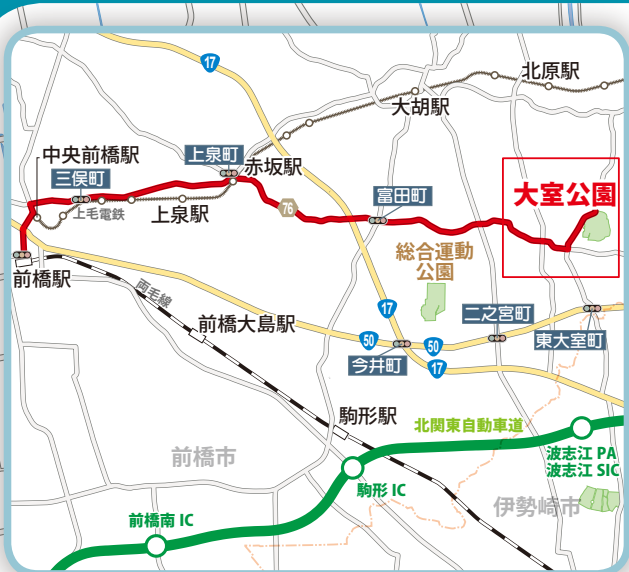 17
北原駅
大胡駅
中央前橋駅
上泉町
赤坂駅
三俣町
大室公園
富田町
76
上毛電鉄
上泉駅
総合運動
公園
前橋駅
両毛線
17
二之宮町
前橋大島駅
50
50
東大室町
今井町
17
駒形駅
北関東自動車道
前橋市
波志江 PA
波志江 SIC
駒形 IC
伊勢崎市
前橋南 IC